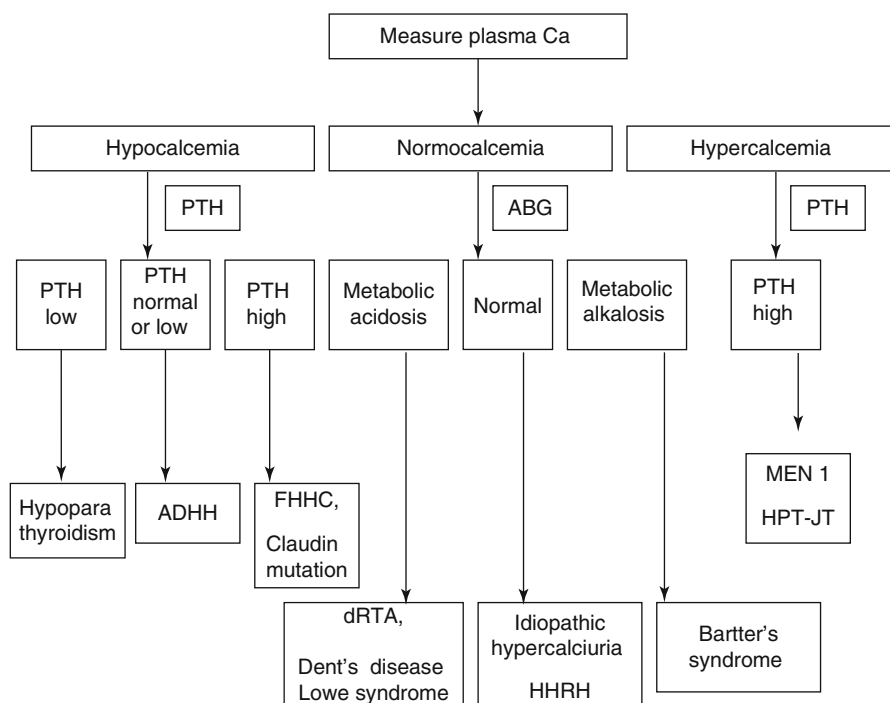 Measure plasma Ca
Hypocalcemia
Normocalcemia
Hypercalcemia
PTH
ABG
PTH
PTH
low
PTH
normal
or low
PTH
high
Metabolic
acidosis
Normal
Metabolic
alkalosis
PTH
high
Hypopara
thyroidism
ADHH
FHHC,
Claudin
mutation
MEN 1
HPT-JT
dRTA,
Dent's disease
Lowe syndrome
Idiopathic
hypercalciuria
HHRH
Bartter's
syndrome